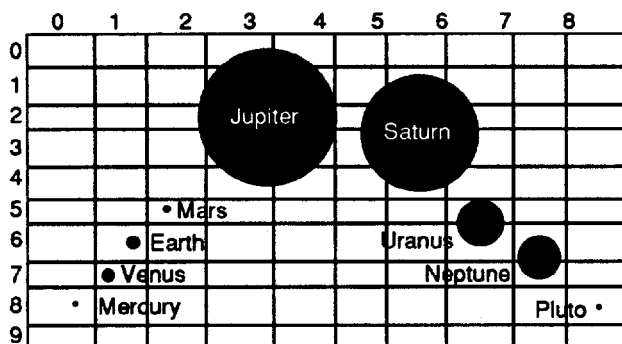 0 1 2 3 4 5 6 7 8
0
1
2 Jupiter
Saturn
3
4
5 Mars
6 Earth Uranus
7 Venus Neptune
8 Mercury Pluto
9